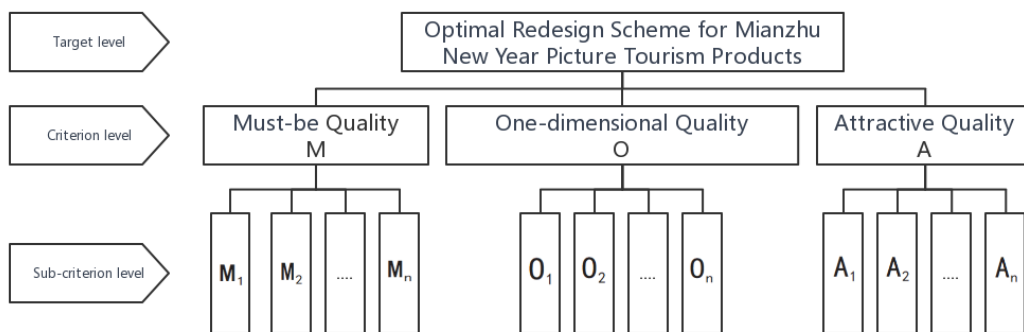 Target level
Optimal Redesign Scheme for Mianzhu
New Year Picture Tourism Products
Criterion level
Must-be Quality
M
One-dimensional Quality
O
Attractive Quality
A
Sub-criterion level
M₁
M₂
....
Mₙ
O₁
O₂
....
Oₙ
A₁
A₂
....
Aₙ